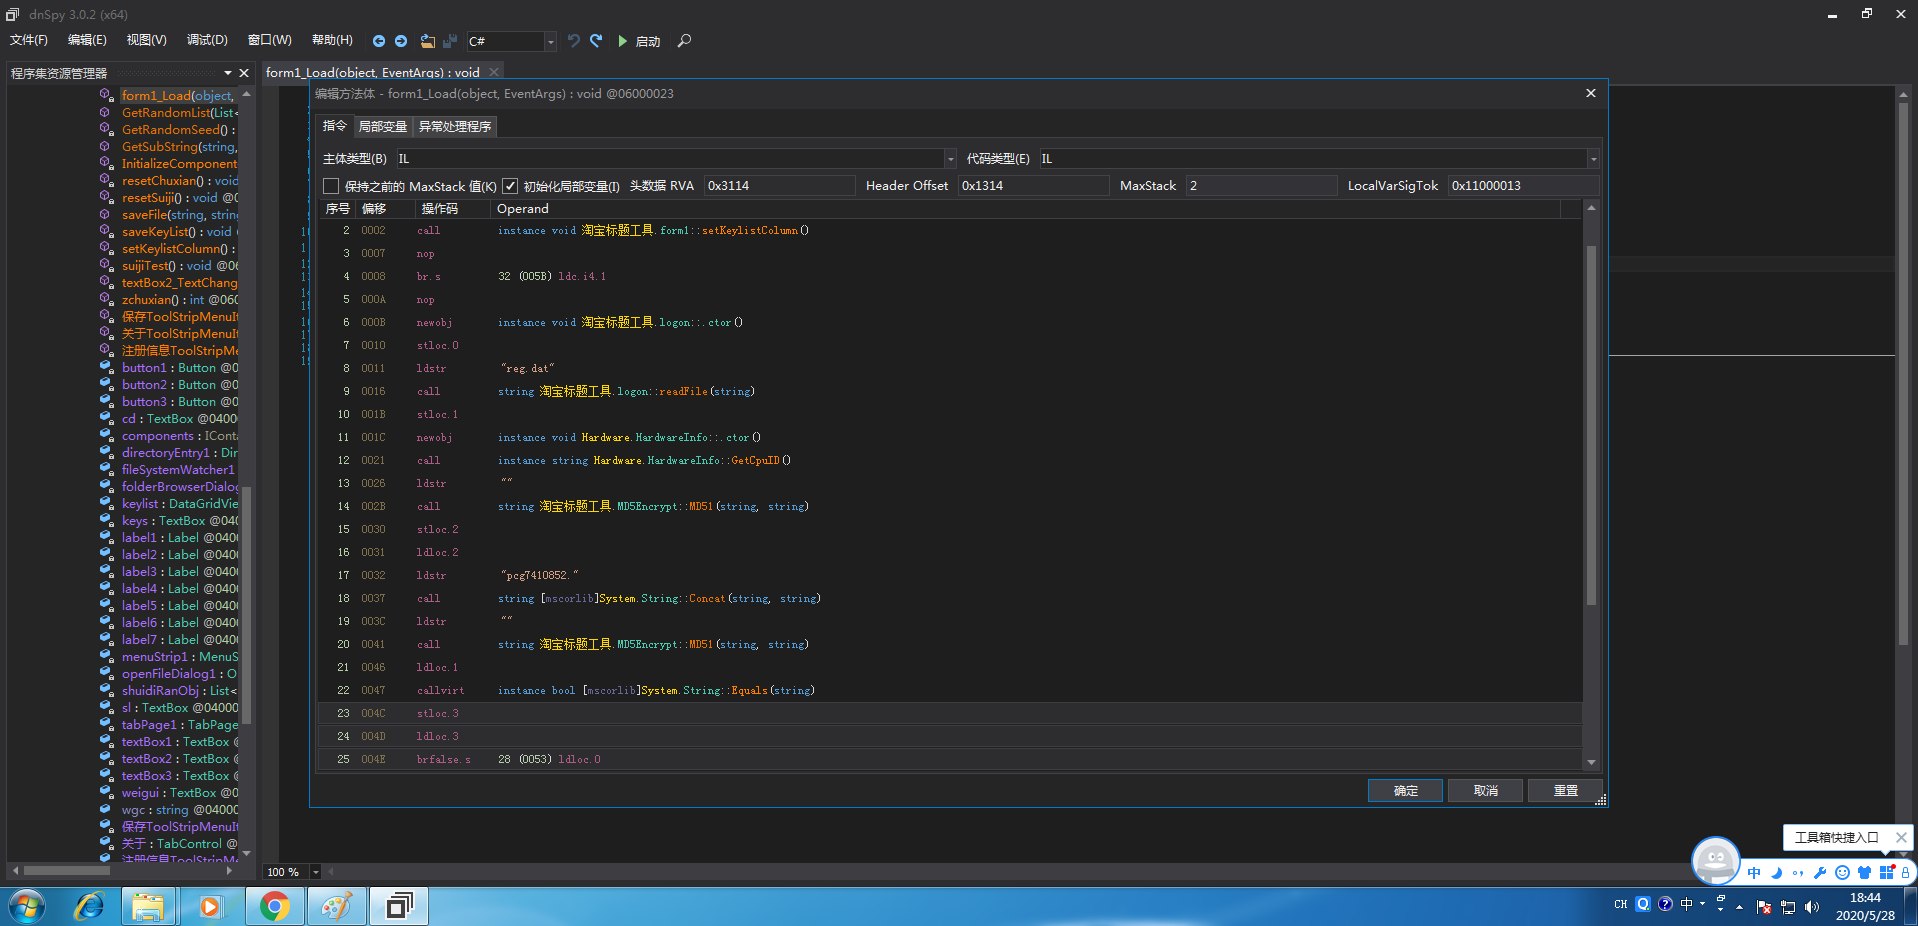 dnSpy 3.0.2 (x64)
文件(F) 编辑(E) 视图(V) 调试(D) 窗口(W) 帮助(H) C# 启动
程序集资源管理器
form1_Load(object, EventArgs) : void
form1_Load(object,
GetRandomList(List<
GetRandomSeed() :
GetSubString(string,
InitializeComponent
resetChuxian() : void
resetSuiji() : void @0
saveFile(string, string
saveKeyList() : void
setKeylistColumn() :
suijiTest() : void @06
textBox2_TextChang
zchuxian() : int @060
保存ToolStripMenuIt
关于ToolStripMenuIt
注册信息ToolStripMe
button1 : Button @0
button2 : Button @0
button3 : Button @0
cd : TextBox @0400
components : IConta
directoryEntry1 : Dir
fileSystemWatcher1
folderBrowserDialog
keylist : DataGridVie
keys : TextBox @040
label1 : Label @0400
label2 : Label @0400
label3 : Label @0400
label4 : Label @0400
label5 : Label @0400
label6 : Label @0400
label7 : Label @0400
menuStrip1 : MenuS
openFileDialog1 : O
shuidiRanObj : List<
sl : TextBox @04000
tabPage1 : TabPage
textBox1 : TextBox @
textBox2 : TextBox @
textBox3 : TextBox @
weigui : TextBox @0
wgc : string @04000
保存ToolStripMenuIt
关于 : TabControl @
注册信息ToolStripMe
编辑方法体 - form1_Load(object, EventArgs) : void @06000023
指令 局部变量 异常处理程序
主体类型(B) IL 代码类型(E) IL
保持之前的 MaxStack 值(K) 初始化局部变量(I) 头数据 RVA 0x3114 Header Offset 0x1314 MaxStack 2 LocalVarSigTok 0x11000013
序号 偏移 操作码 Operand
2 0002 call instance void 淘宝标题工具.form1::setKeylistColumn()
3 0007 nop
4 0008 br.s 32 (005B) ldc.i4.1
5 000A nop
6 000B newobj instance void 淘宝标题工具.logon::.ctor()
7 0010 stloc.0
8 0011 ldstr "reg.dat"
9 0016 call string 淘宝标题工具.logon::readFile(string)
10 001B stloc.1
11 001C newobj instance void Hardware.HardwareInfo::.ctor()
12 0021 call instance string Hardware.HardwareInfo::GetCpuID()
13 0026 ldstr ""
14 002B call string 淘宝标题工具.MD5Encrypt::MD51(string, string)
15 0030 stloc.2
16 0031 ldloc.2
17 0032 ldstr "pcg7410852."
18 0037 call string [mscorlib]System.String::Concat(string, string)
19 003C ldstr ""
20 0041 call string 淘宝标题工具.MD5Encrypt::MD51(string, string)
21 0046 ldloc.1
22 0047 callvirt instance bool [mscorlib]System.String::Equals(string)
23 004C stloc.3
24 004D ldloc.3
25 004E brfalse.s 28 (0053) ldloc.0
确定 取消 重置
工具箱快捷入口
100 %
中
CH 中 18:44
2020/5/28